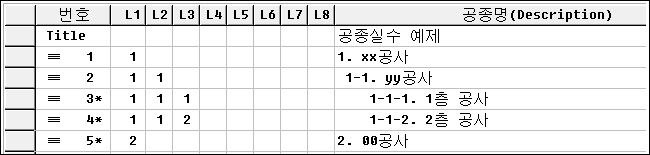 번호 L1 L2 L3 L4 L5 L6 L7 L8 공종명(Description)
Title 공종실수 예제
≡ 1 1 1. xx공사
≡ 2 1 1 1-1. yy공사
≡ 3* 1 1 1 1-1-1. 1층 공사
≡ 4* 1 1 2 1-1-2. 2층 공사
≡ 5* 2 2. 00공사